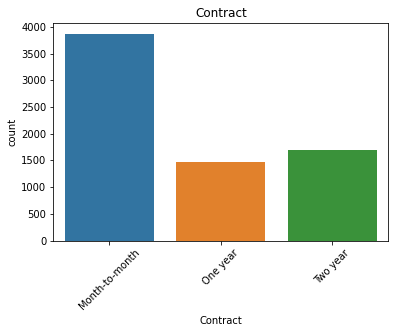 Contract
4000
3500
3000
2500
2000
1500
1000
500
0
count
Month-to-month
One year
Two year
Contract